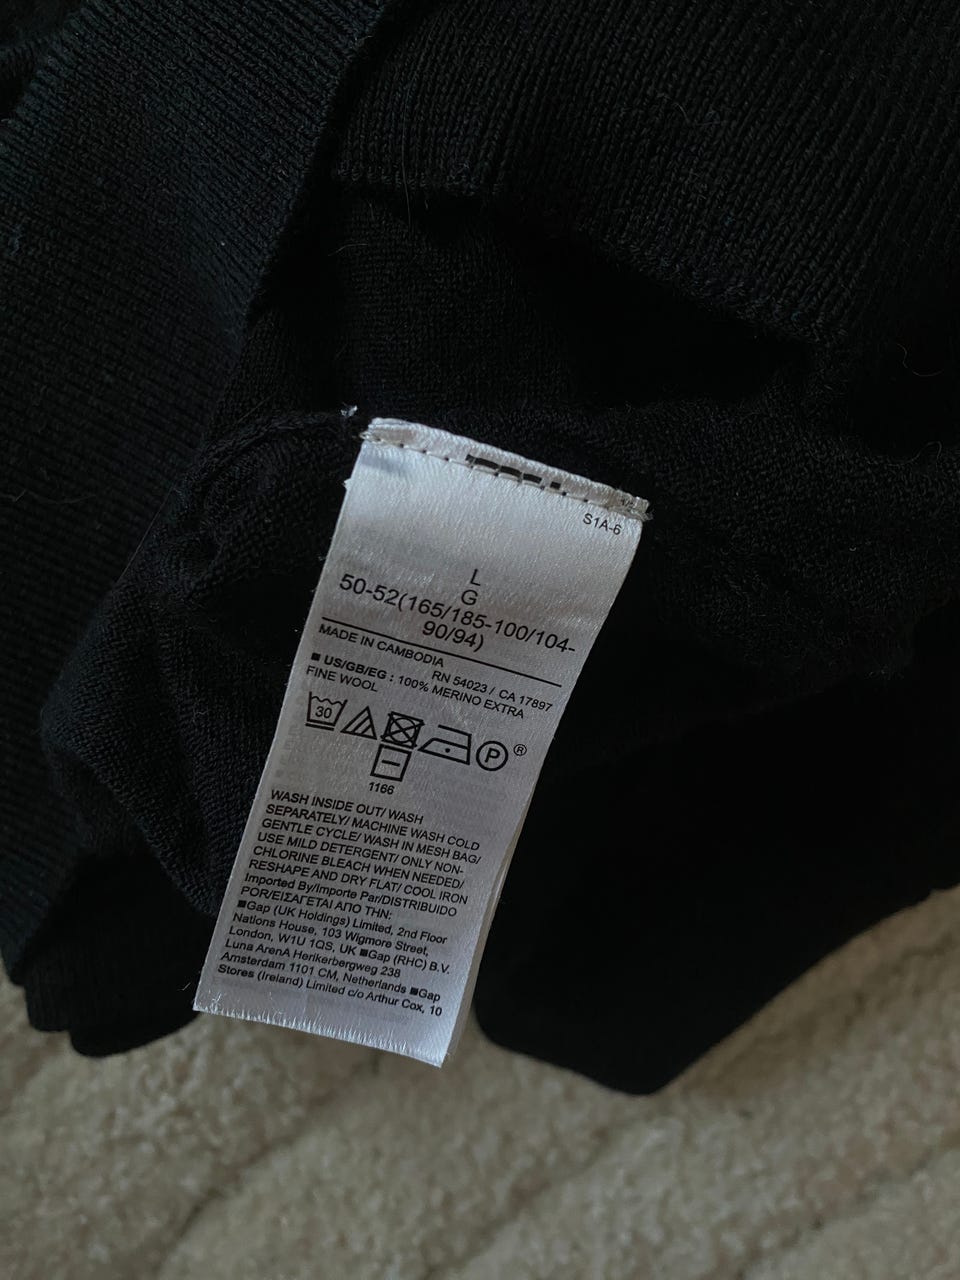 S1A-6
L
G
50-52(165/185-100/104-
90/94)
MADE IN CAMBODIA
RN 54023 / CA 17897
■ US/GB/EG : 100% MERINO EXTRA
FINE WOOL
30 P ®
1166
WASH INSIDE OUT/ WASH
SEPARATELY/ MACHINE WASH COLD
GENTLE CYCLE/ WASH IN MESH BAG/
USE MILD DETERGENT/ ONLY NON-
CHLORINE BLEACH WHEN NEEDED/
RESHAPE AND DRY FLAT/ COOL IRON
Imported By/Importe Par/DISTRIBUIDO
POR/ΕΙΣΑΓΕΤΑΙ ΑΠΟ ΤΗΝ:
■Gap (UK Holdings) Limited, 2nd Floor
Nations House, 103 Wigmore Street,
London, W1U 1QS, UK ■Gap (RHC) B.V.
Luna ArenA Herikerbergweg 238
Amsterdam 1101 CM, Netherlands ■Gap
Stores (Ireland) Limited c/o Arthur Cox, 10